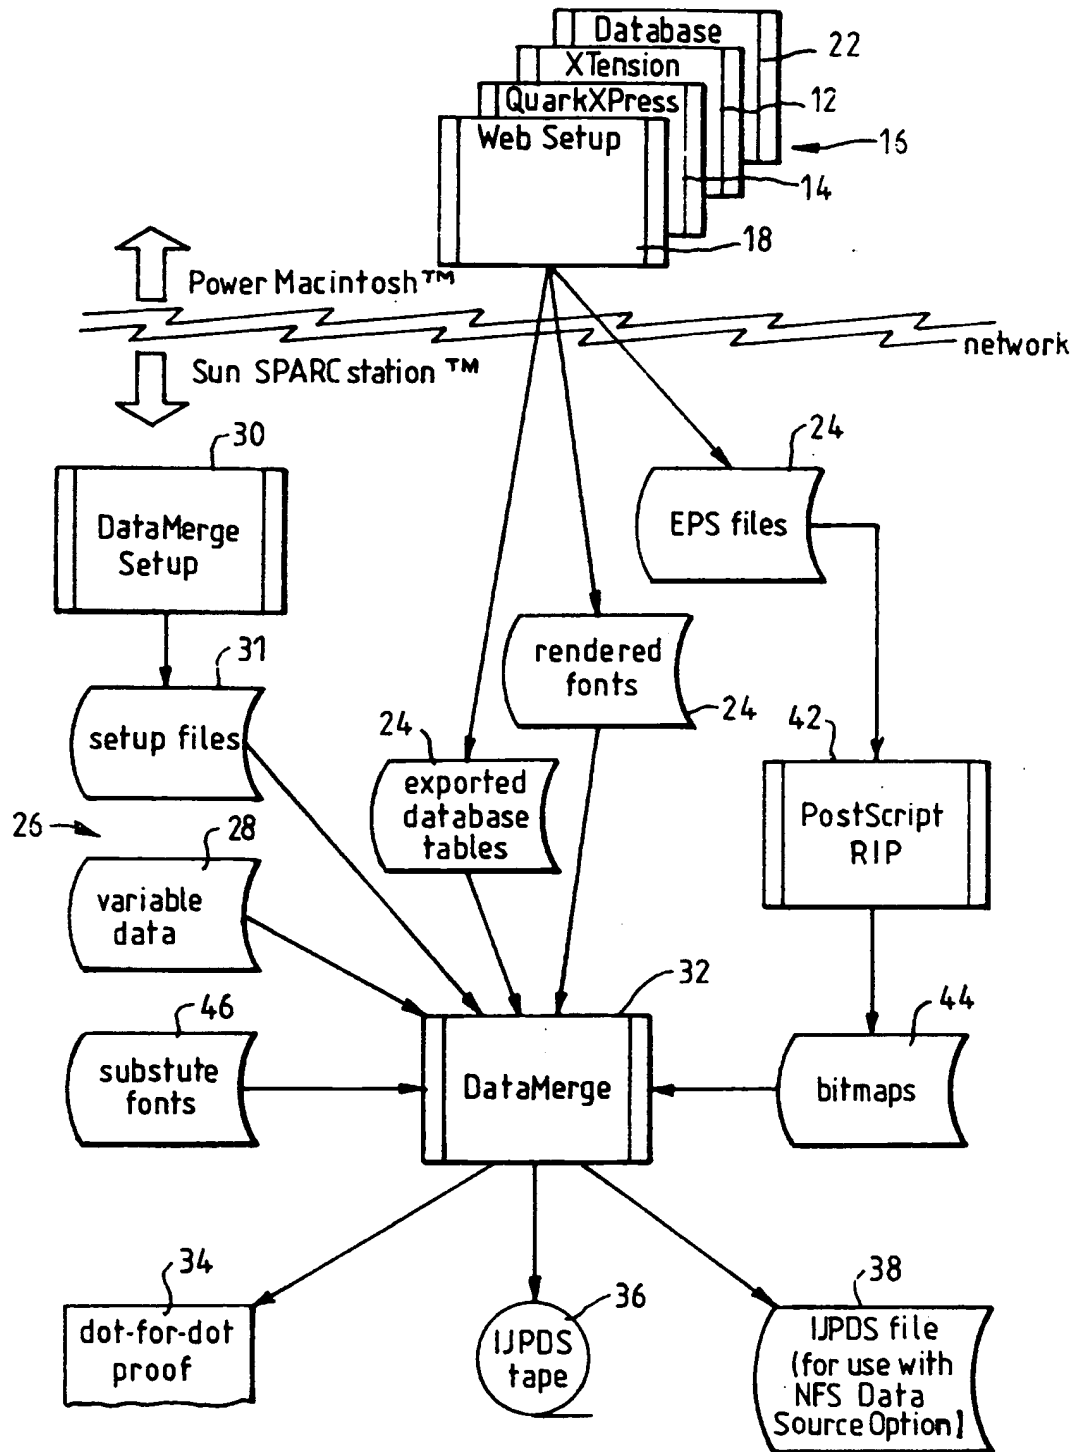 Database
22
XTension
12
QuarkXPress
16
Web Setup
14
18
Power Macintosh™
network
Sun SPARCstation ™
30
24
DataMerge
Setup
EPS files
31
rendered
fonts
setup files
24
24
42
exported
database
tables
PostScript
RIP
26
28
variable
data
32
46
44
substute
fonts
DataMerge
bitmaps
34
36
38
dot-for-dot
proof
IJPDS
tape
IJPDS file
(for use with
NFS Data
Source Option)